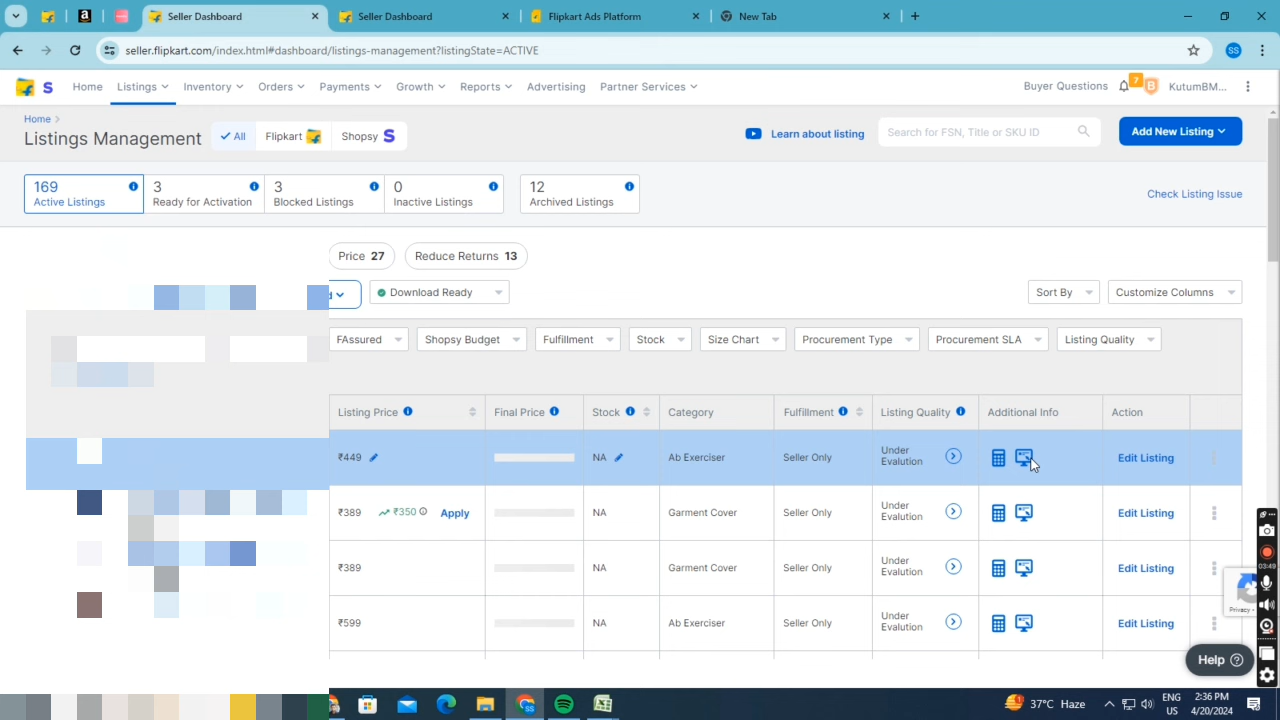 Seller Dashboard
Seller Dashboard
Flipkart Ads Platform
New Tab
seller.flipkart.com/index.html#dashboard/listings-management?listingState=ACTIVE
SS
S
Home Listings Inventory Orders Payments Growth Reports Advertising Partner Services
Buyer Questions 7 B KutumBM...
Home
Listings Management
All Flipkart Shopsy S
Learn about listing
Search for FSN, Title or SKU ID
Add New Listing
169
Active Listings
3
Ready for Activation
3
Blocked Listings
0
Inactive Listings
12
Archived Listings
Check Listing Issue
Price 27 Reduce Returns 13
Download Ready Sort By Customize Columns
FAssured Shopsy Budget Fulfillment Stock Size Chart Procurement Type Procurement SLA Listing Quality
Listing Price Final Price Stock Category Fulfillment Listing Quality Additional Info Action
₹449 NA Ab Exerciser Seller Only Under
Evalution Edit Listing
₹389 ₹350 Apply NA Garment Cover Seller Only Under
Evalution Edit Listing
₹389 NA Garment Cover Seller Only Under
Evalution Edit Listing
₹599 NA Ab Exerciser Seller Only Under
Evalution Edit Listing
03:49
Privacy -
Help
37°C Haze
ENG
US
2:36 PM
4/20/2024